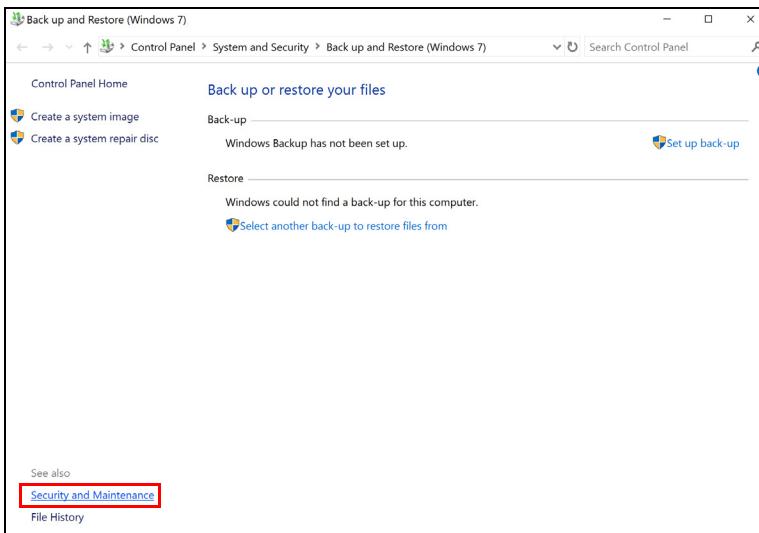 Back up and Restore (Windows 7)
Control Panel > System and Security > Back up and Restore (Windows 7)
Search Control Panel
Control Panel Home
Create a system image
Create a system repair disc
Back up or restore your files
Back-up
Windows Backup has not been set up.
Set up back-up
Restore
Windows could not find a back-up for this computer.
Select another back-up to restore files from
See also
Security and Maintenance
File History